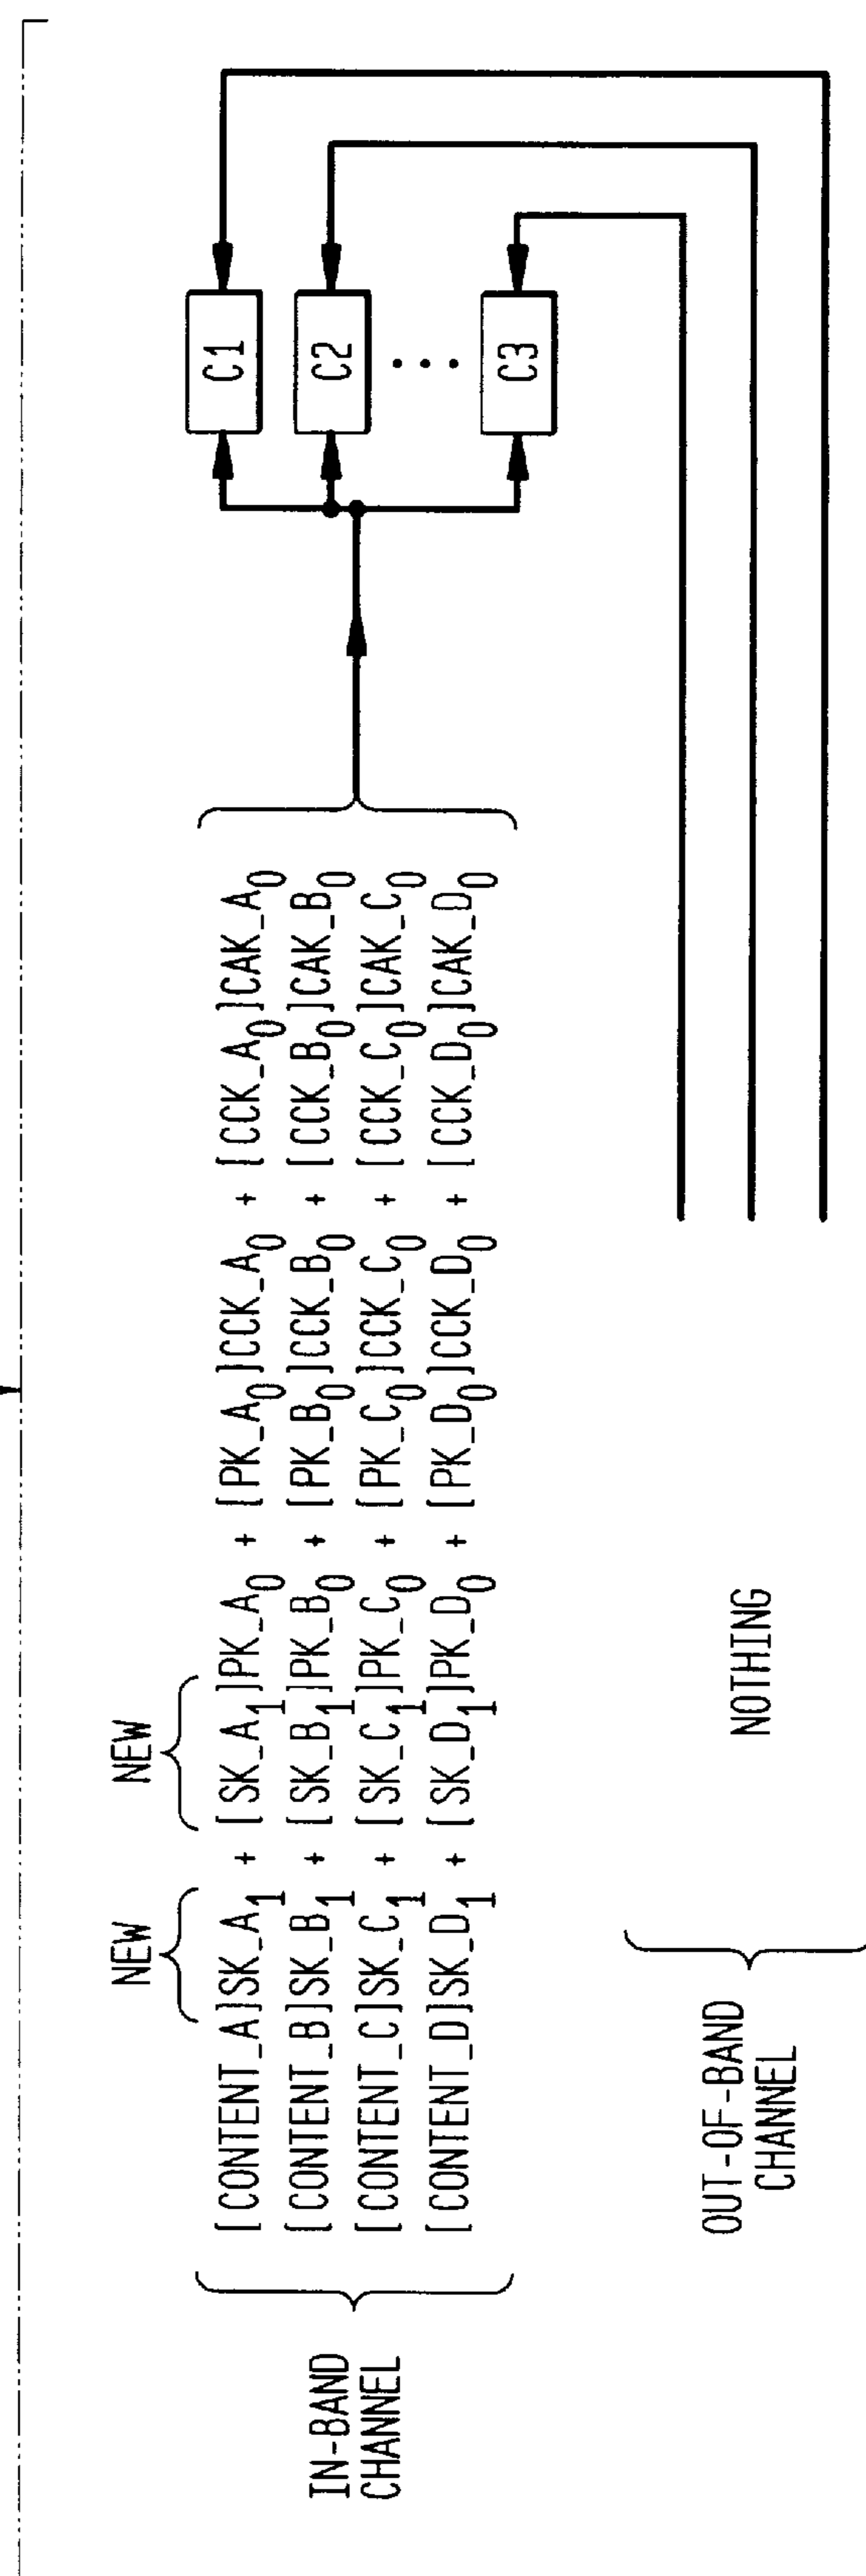 NEW NEW
[CONTENT_A]SK_A1 + [SK_A1]PK_A0 + [PK_A0]CCK_A0 + [CCK_A0]CAK_A0
[CONTENT_B]SK_B1 + [SK_B1]PK_B0 + [PK_B0]CCK_B0 + [CCK_B0]CAK_B0
[CONTENT_C]SK_C1 + [SK_C1]PK_C0 + [PK_C0]CCK_C0 + [CCK_C0]CAK_C0
[CONTENT_D]SK_D1 + [SK_D1]PK_D0 + [PK_D0]CCK_D0 + [CCK_D0]CAK_D0
IN-BAND
CHANNEL
C1
C2
...
C3
OUT-OF-BAND
CHANNEL
NOTHING